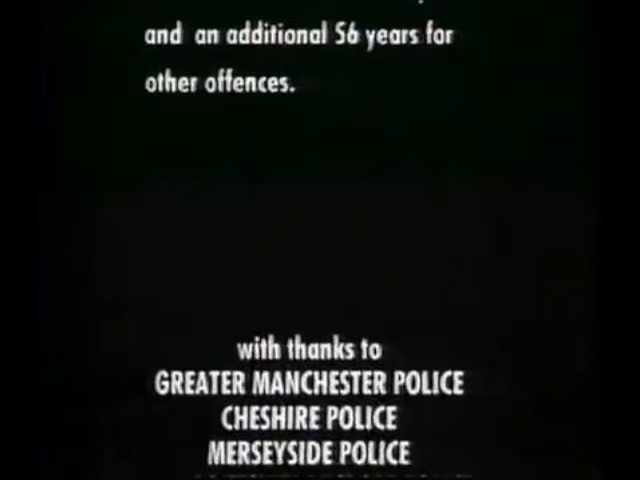 and an additional 56 years for
other offences.
with thanks to
GREATER MANCHESTER POLICE
CHESHIRE POLICE
MERSEYSIDE POLICE